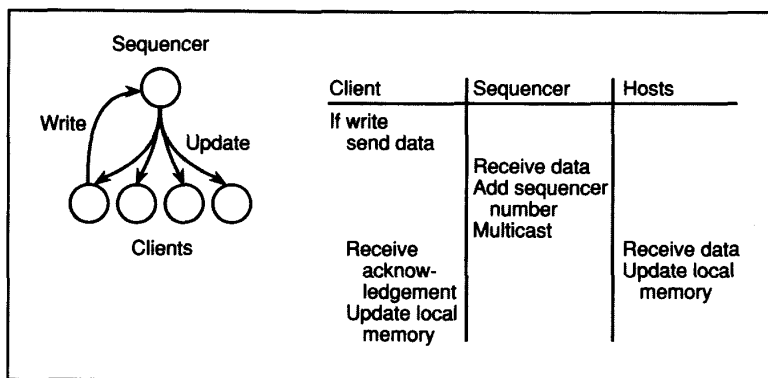 Sequencer
Write
Update
Clients
Client
Sequencer
Hosts
If write
send data
Receive data
Add sequencer
number
Multicast
Receive
acknow-
ledgement
Update local
memory
Receive data
Update local
memory